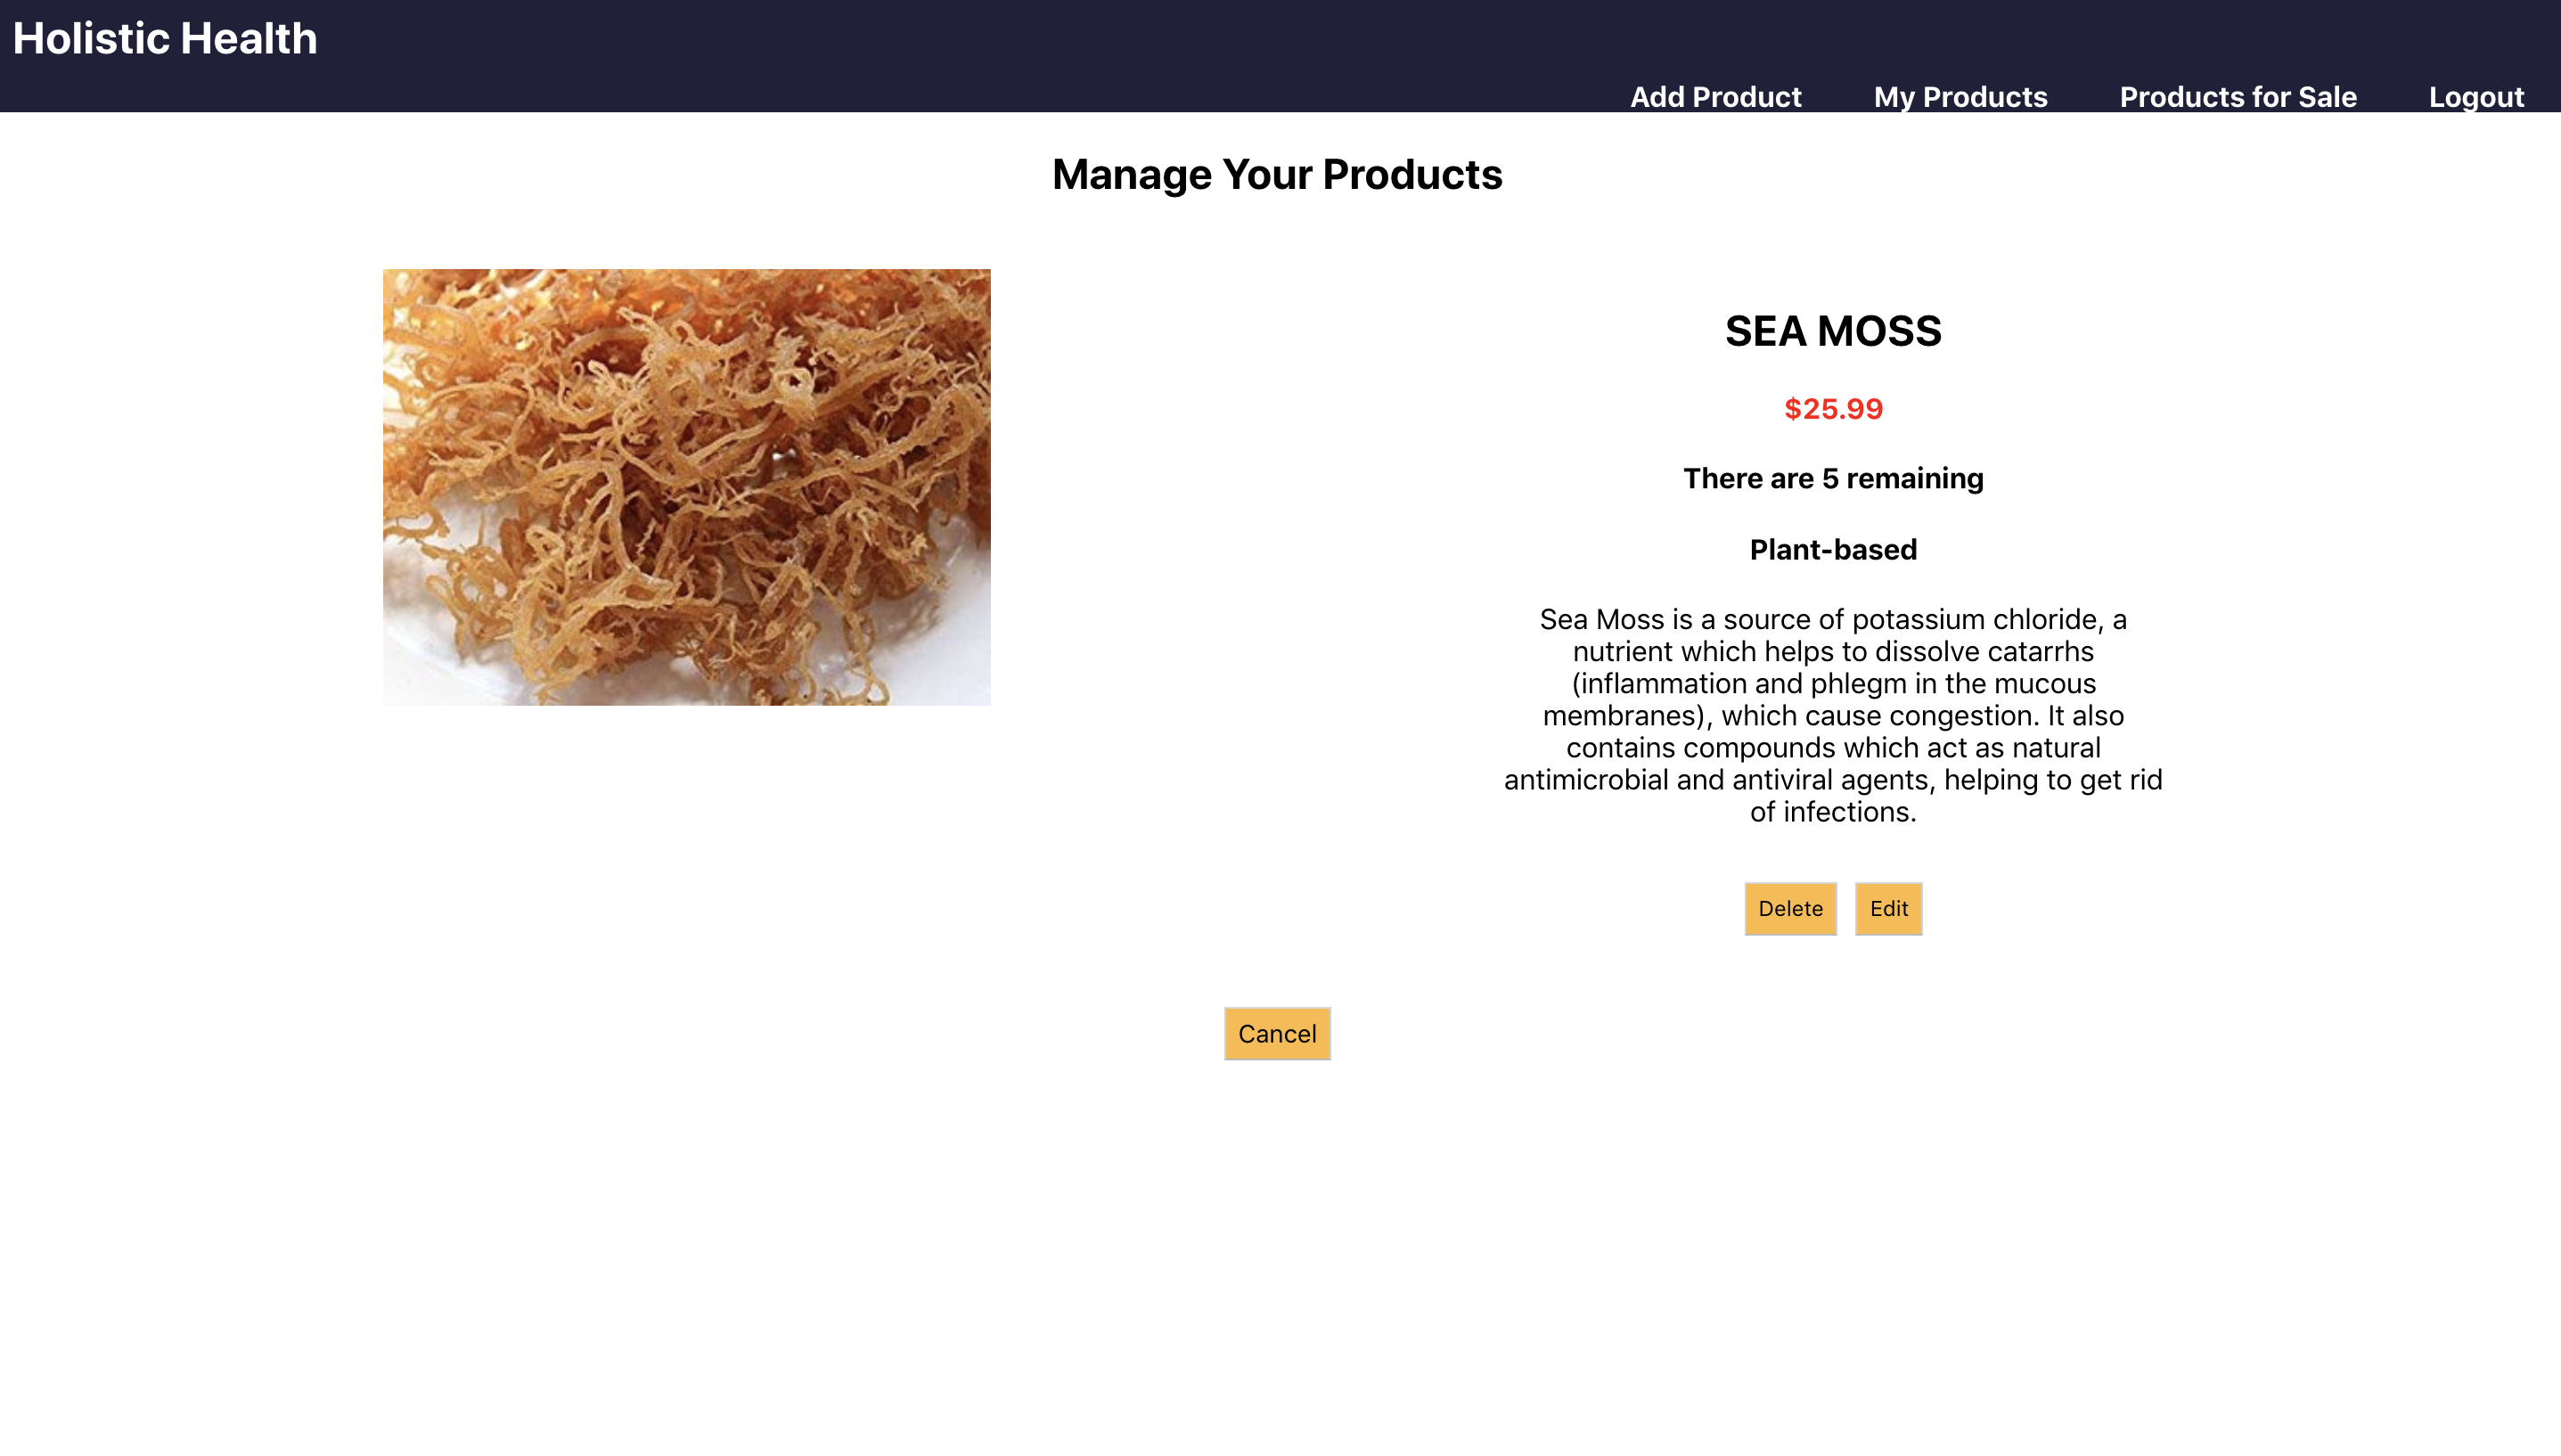 Holistic Health
Add Product My Products Products for Sale Logout
Manage Your Products
SEA MOSS
$25.99
There are 5 remaining
Plant-based
Sea Moss is a source of potassium chloride, a
nutrient which helps to dissolve catarrhs
(inflammation and phlegm in the mucous
membranes), which cause congestion. It also
contains compounds which act as natural
antimicrobial and antiviral agents, helping to get rid
of infections.
Delete Edit
Cancel